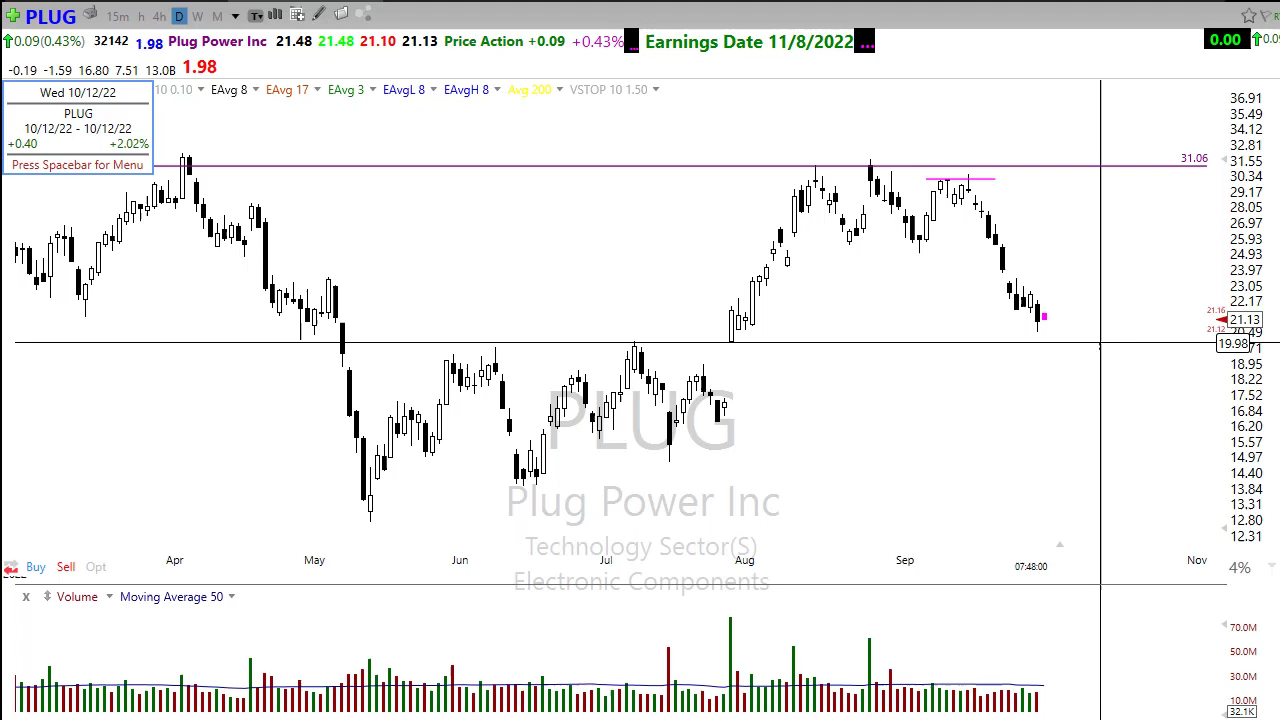 PLUG 15m h 4h D W M
0.09(0.43%) 32142 1.98 Plug Power Inc 21.48 21.48 21.10 21.13 Price Action +0.09 +0.43% ... Earnings Date 11/8/2022 ... 0.00
-0.19 -1.59 16.80 7.51 13.0B 1.98
10 0.10 EAvg 8 EAvg 17 EAvg 3 EAvgL 8 EAvgH 8 Avg 200 VSTOP 10 1.50
Wed 10/12/22
PLUG
10/12/22 - 10/12/22
+0.40 +2.02%
Press Spacebar for Menu
36.91
35.49
34.12
32.81
31.06
31.55
30.34
29.17
28.05
26.97
25.93
24.93
23.97
23.05
22.17
21.16
21.13
21.12
19.98
18.95
18.22
17.52
16.84
16.20
15.57
14.97
14.40
13.84
13.31
12.80
12.31
PLUG
Plug Power Inc
Technology Sector(S)
Electronic Components
Apr May Jun Jul Aug Sep 07:48:00 Nov
Buy Sell Opt 4%
x Volume Moving Average 50
70.0M
50.0M
30.0M
10.0M
32.1K